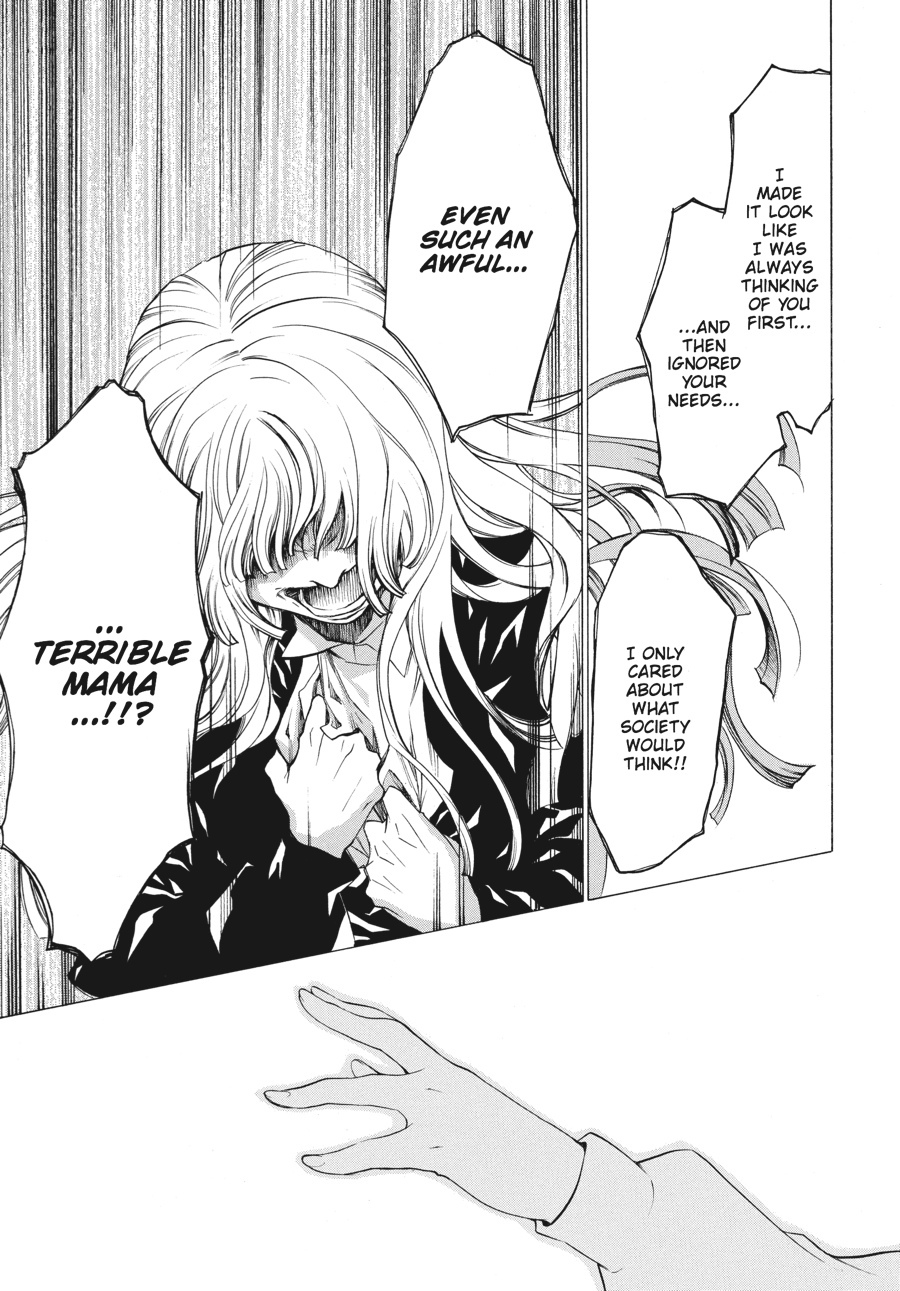 I
MADE
IT LOOK
LIKE
I WAS
ALWAYS
THINKING
OF YOU
FIRST...
...AND
THEN
IGNORED
YOUR
NEEDS...
I ONLY
CARED
ABOUT
WHAT
SOCIETY
WOULD
THINK!!
EVEN
SUCH AN
AWFUL...
...
TERRIBLE
MAMA
...!!?